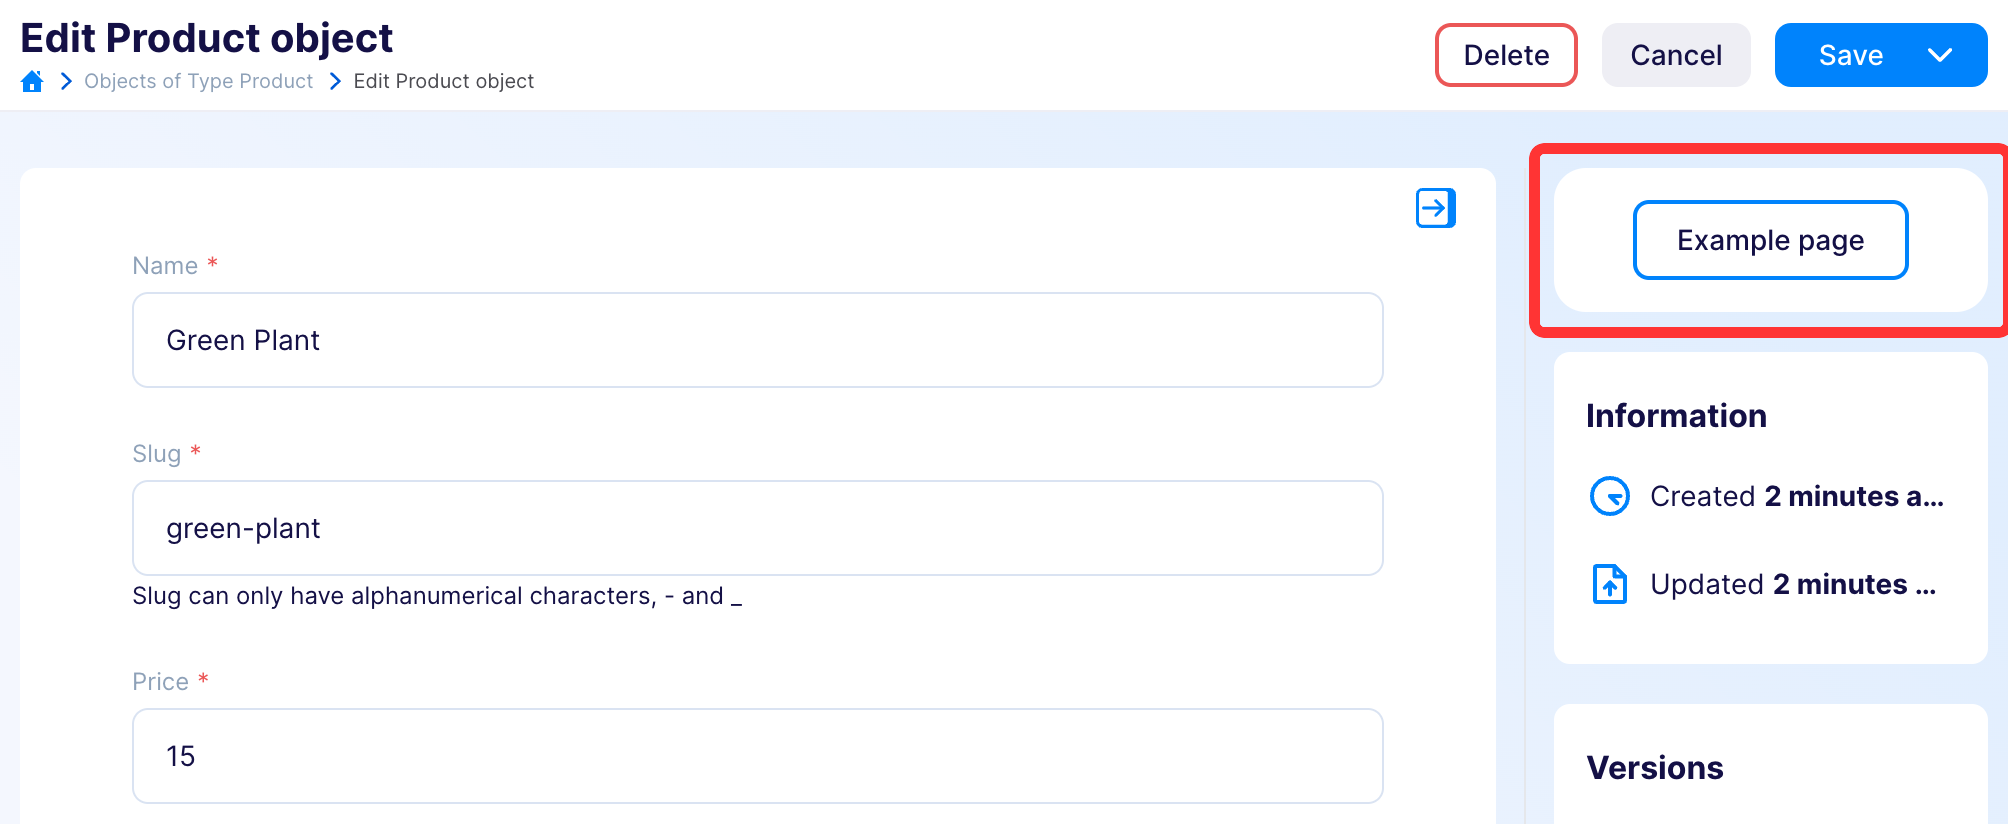 Edit Product object
Objects of Type Product
Edit Product object
Delete
Cancel
Save
Name *
Green Plant
Slug *
green-plant
Slug can only have alphanumerical characters, - and _
Price *
15
Example page
Information
Created 2 minutes a...
Updated 2 minutes ...
Versions